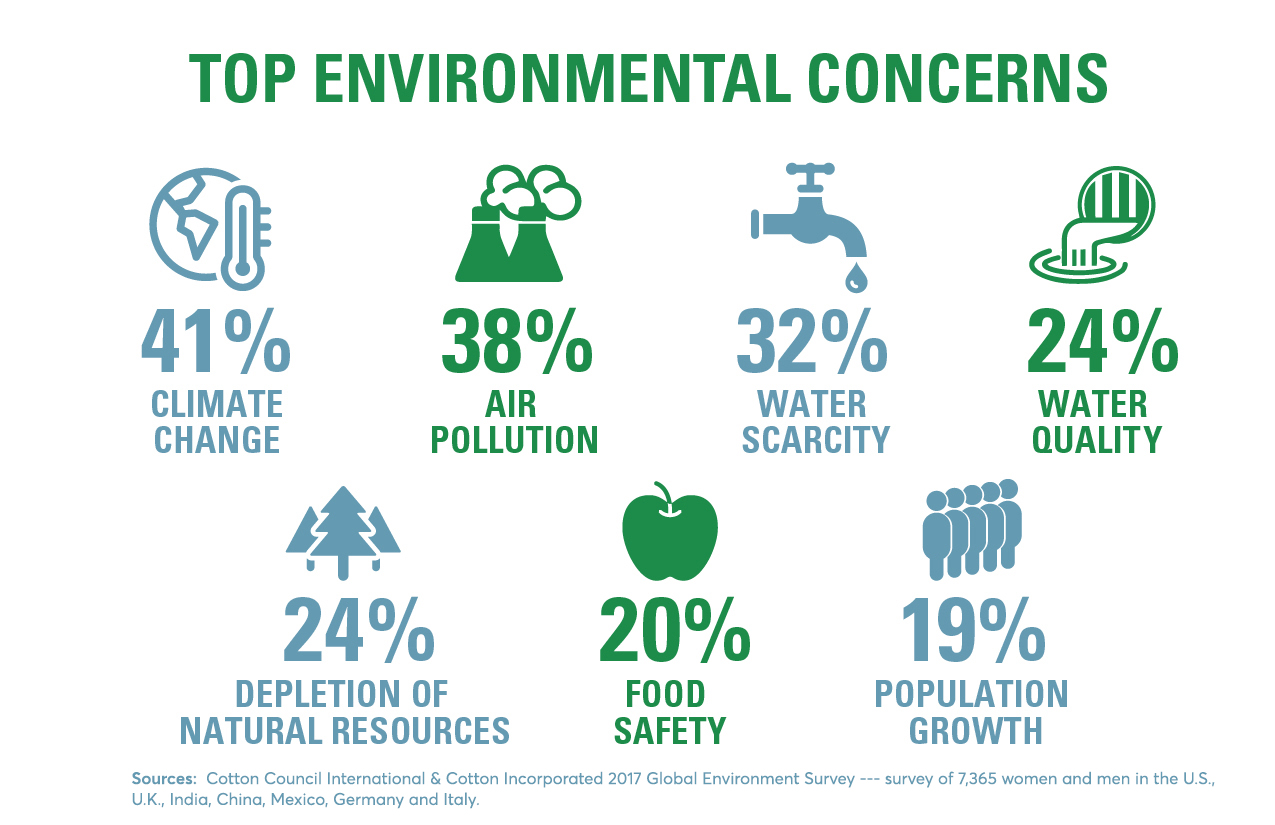 TOP ENVIRONMENTAL CONCERNS
41%
CLIMATE
CHANGE
38%
AIR
POLLUTION
32%
WATER
SCARCITY
24%
WATER
QUALITY
24%
DEPLETION OF
NATURAL RESOURCES
20%
FOOD
SAFETY
19%
POPULATION
GROWTH
Sources:  Cotton Council International & Cotton Incorporated 2017 Global Environment Survey --- survey of 7,365 women and men in the U.S.,
U.K., India, China, Mexico, Germany and Italy.